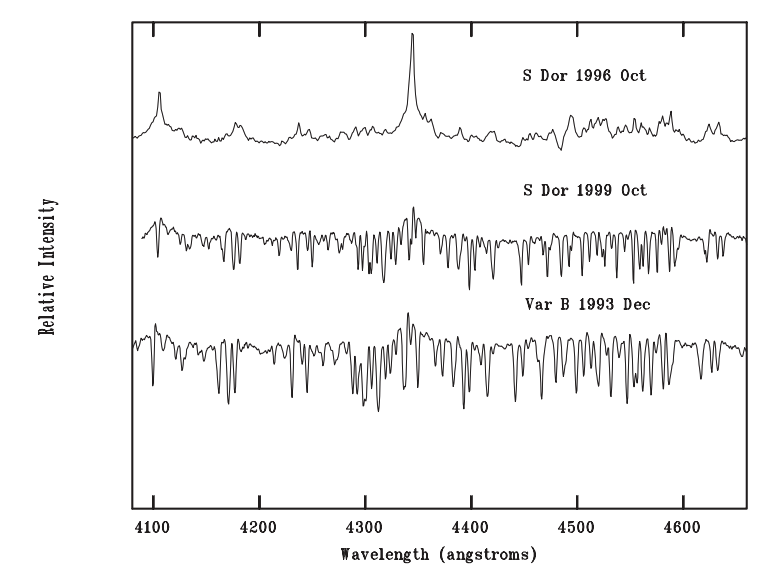 S Dor 1996 Oct
S Dor 1999 Oct
Relative Intensity
Var B 1993 Dec
4100 4200 4300 4400 4500 4600
Wavelength (angstroms)